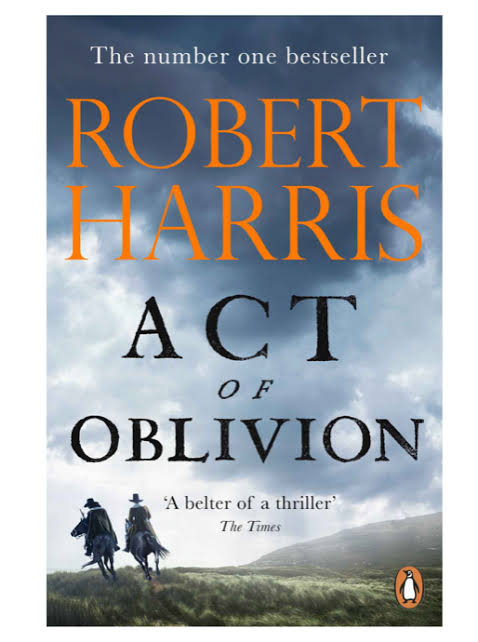 The number one bestseller
ROBERT
HARRIS
ACT
OF
OBLIVION
‘A belter of a thriller’
The Times